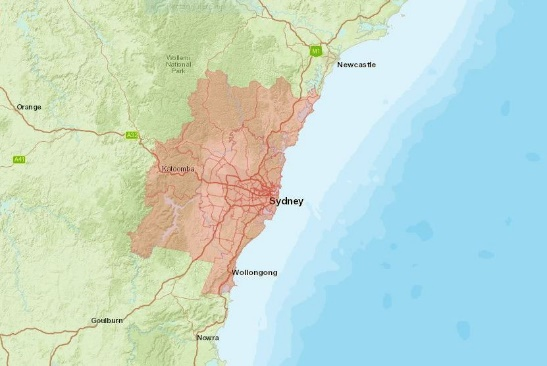 M1
Newcastle
Wollemi
National
Park
Orange
A32
A41
Katoomba
Sydney
Wollongong
Goulburn
Nowra